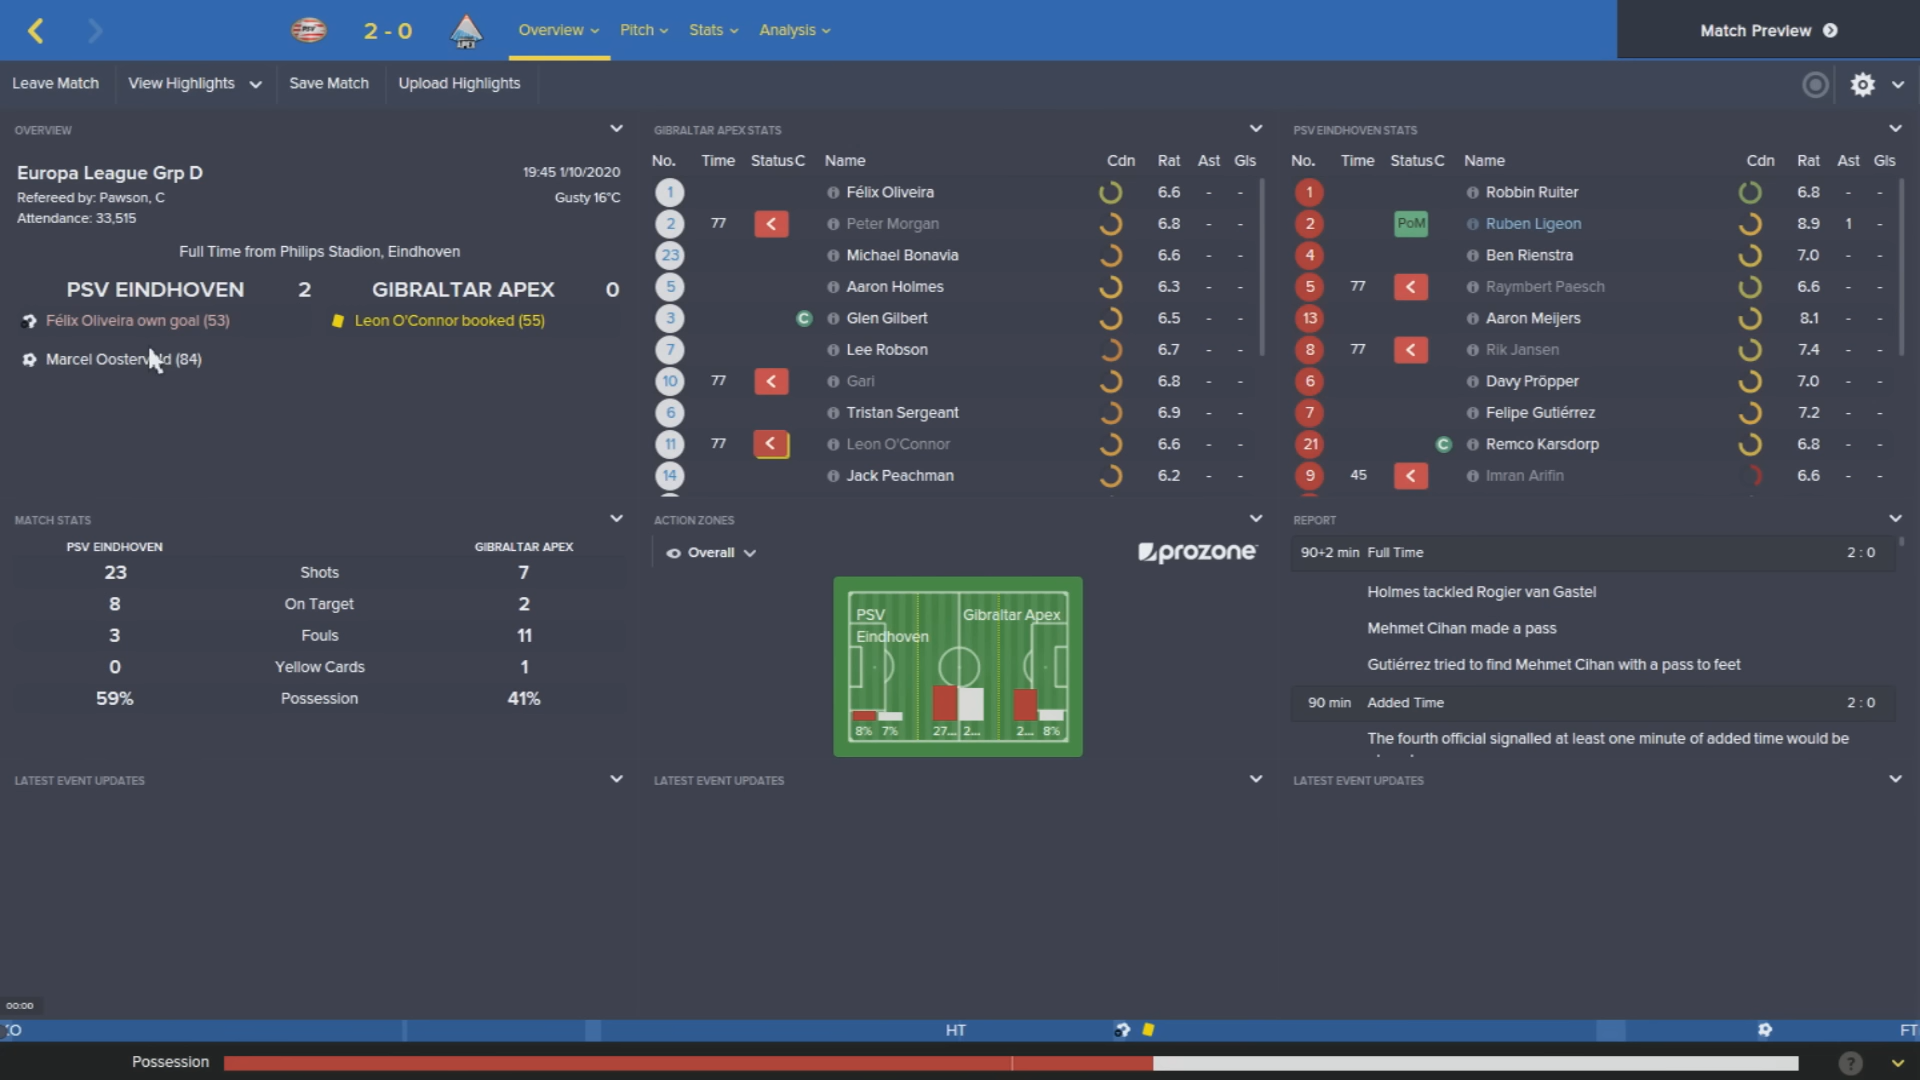 PSV
2 - 0
APEX
Overview
Pitch
Stats
Analysis
Match Preview
Leave Match
View Highlights
Save Match
Upload Highlights
OVERVIEW
Europa League Grp D
19:45 1/10/2020
Refereed by: Pawson, C
Gusty 16°C
Attendance: 33,515
Full Time from Philips Stadion, Eindhoven
PSV EINDHOVEN 2 GIBRALTAR APEX 0
Félix Oliveira own goal (53)
Leon O'Connor booked (55)
Marcel (84)
GIBRALTAR APEX STATS
No. Time Status C Name Cdn Rat Ast Gls
1 Félix Oliveira 6.6 - -
2 77 Peter Morgan 6.8 - -
23 Michael Bonavia 6.6 - -
5 Aaron Holmes 6.3 - -
3 C Glen Gilbert 6.5 - -
7 Lee Robson 6.7 - -
10 77 Gari 6.8 - -
6 Tristan Sergeant 6.9 - -
11 77 Leon O'Connor 6.6 - -
14 Jack Peachman 6.2 - -
PSV EINDHOVEN STATS
No. Time Status C Name Cdn Rat Ast Gls
1 Robbin Ruiter 6.8 - -
2 PoM Ruben Ligeon 8.9 1 -
4 Ben Rienstra 7.0 - -
5 77 Raymbert Paesch 6.6 - -
13 Aaron Meijers 8.1 - -
8 77 Rik Jansen 7.4 - -
6 Davy Pröpper 7.0 - -
7 Felipe Gutiérrez 7.2 - -
21 C Remco Karsdorp 6.8 - -
9 45 Imran Arifin 6.6 - -
MATCH STATS
PSV EINDHOVEN GIBRALTAR APEX
23 Shots 7
8 On Target 2
3 Fouls 11
0 Yellow Cards 1
59% Possession 41%
ACTION ZONES
Overall
prozone
PSV
Eindhoven
Gibraltar Apex
8% 7% 27... 2... 2... 8%
REPORT
90+2 min Full Time 2 : 0
Holmes tackled Rogier van Gastel
Mehmet Cihan made a pass
Gutiérrez tried to find Mehmet Cihan with a pass to feet
90 min Added Time 2 : 0
The fourth official signalled at least one minute of added time would be
LATEST EVENT UPDATES
LATEST EVENT UPDATES
LATEST EVENT UPDATES
00:00
HT
FT
Possession
?